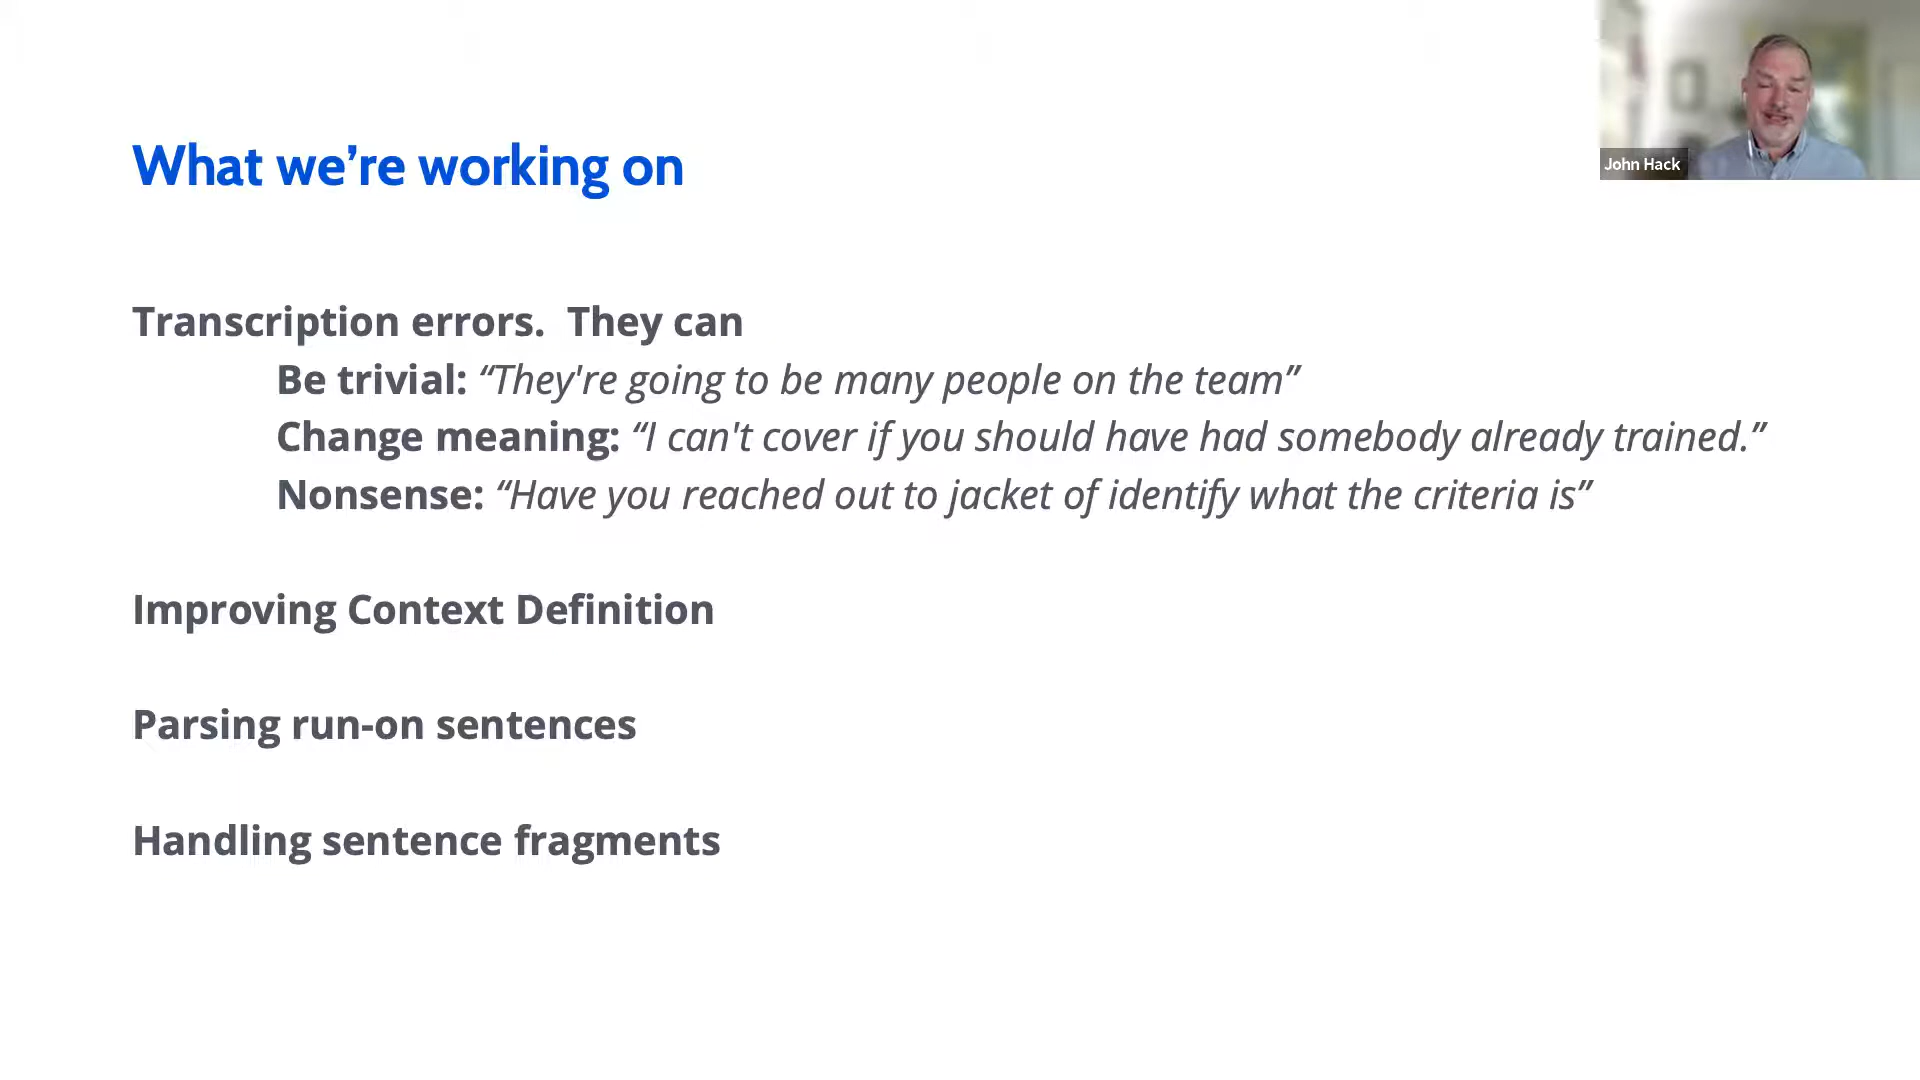 What we’re working on
John Hack
Transcription errors.  They can
Be trivial: “They're going to be many people on the team”
Change meaning: “I can't cover if you should have had somebody already trained.”
Nonsense: “Have you reached out to jacket of identify what the criteria is”
Improving Context Definition
Parsing run-on sentences
Handling sentence fragments